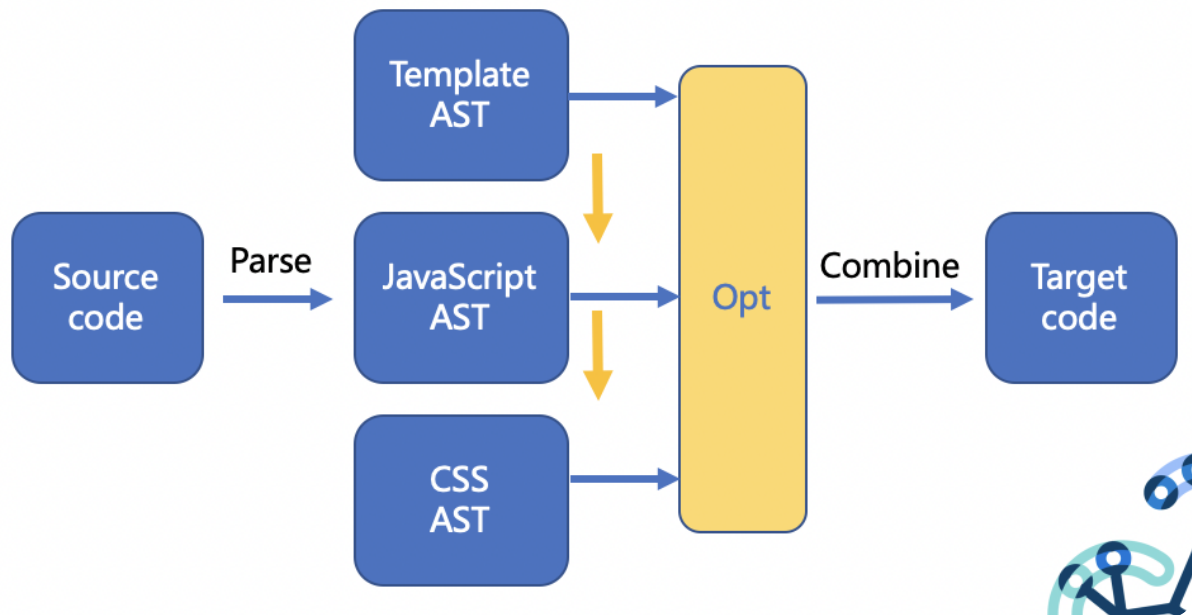 Source
code
Parse
Template
AST
JavaScript
AST
CSS
AST
Opt
Combine
Target
code